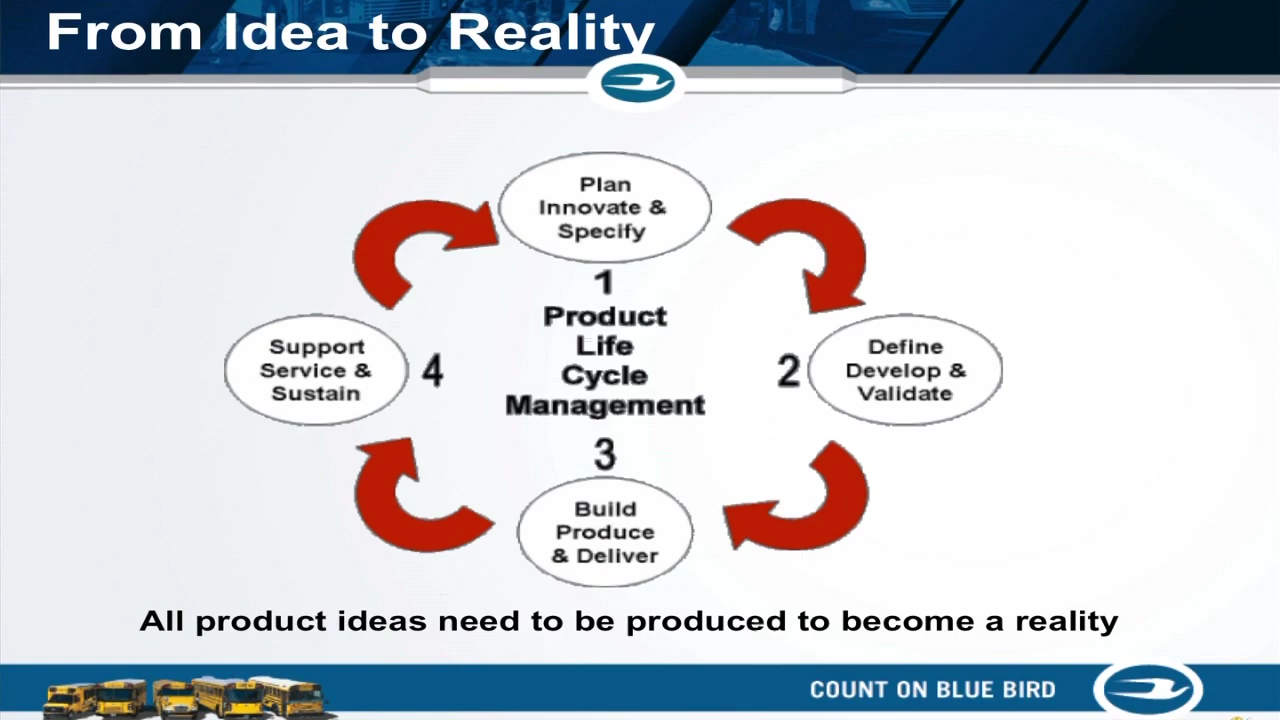 From Idea to Reality
Plan
Innovate &
Specify
1
Product
Life
Cycle
Management
Support
Service &
Sustain
4
2
Define
Develop &
Validate
3
Build
Produce
& Deliver
All product ideas need to be produced to become a reality
COUNT ON BLUE BIRD